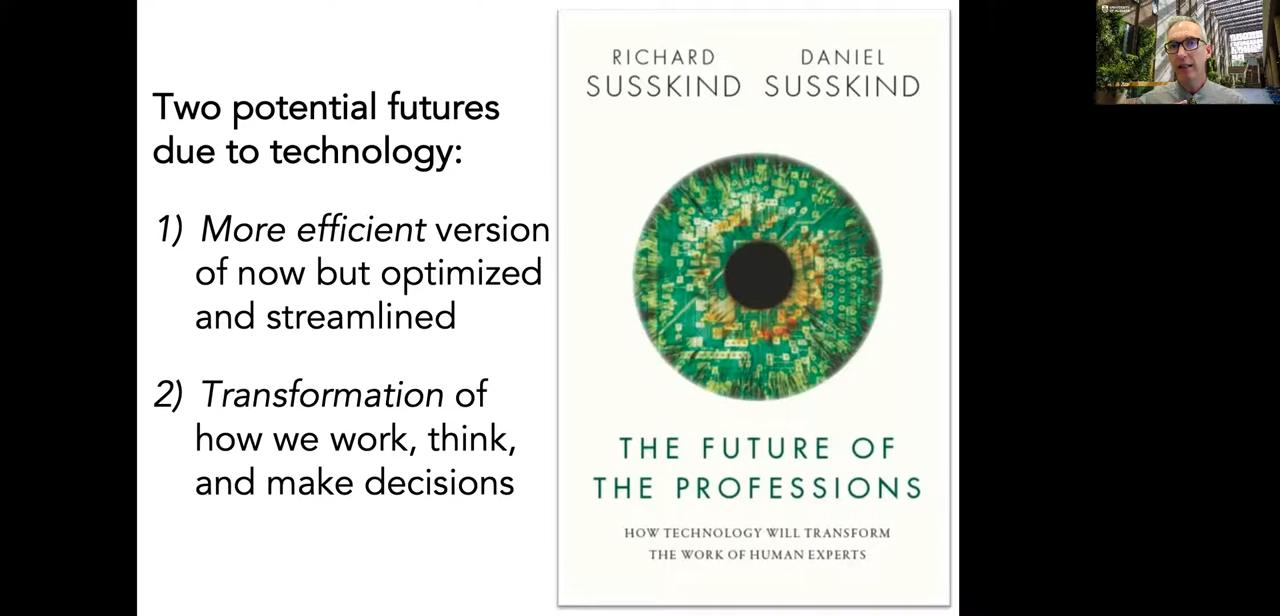 Two potential futures
due to technology:
1) More efficient version
of now but optimized
and streamlined
2) Transformation of
how we work, think,
and make decisions
RICHARD SUSSKIND
DANIEL SUSSKIND
THE FUTURE OF
THE PROFESSIONS
HOW TECHNOLOGY WILL TRANSFORM
THE WORK OF HUMAN EXPERTS